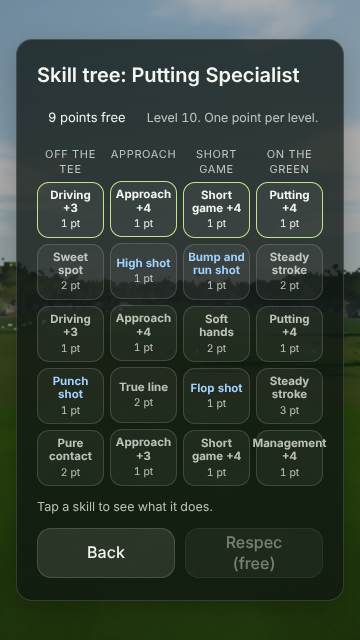 Skill tree: Putting Specialist
9 points free Level 10. One point per level.
OFF THE TEE APPROACH SHORT GAME ON THE GREEN
Driving +3 1 pt
Approach +4 1 pt
Short game +4 1 pt
Putting +4 1 pt
Sweet spot 2 pt
High shot 1 pt
Bump and run shot 1 pt
Steady stroke 2 pt
Driving +3 1 pt
Approach +4 1 pt
Soft hands 2 pt
Putting +4 1 pt
Punch shot 1 pt
True line 2 pt
Flop shot 1 pt
Steady stroke 3 pt
Pure contact 2 pt
Approach +3 1 pt
Short game +4 1 pt
Management +4 1 pt
Tap a skill to see what it does.
Back
Respec (free)